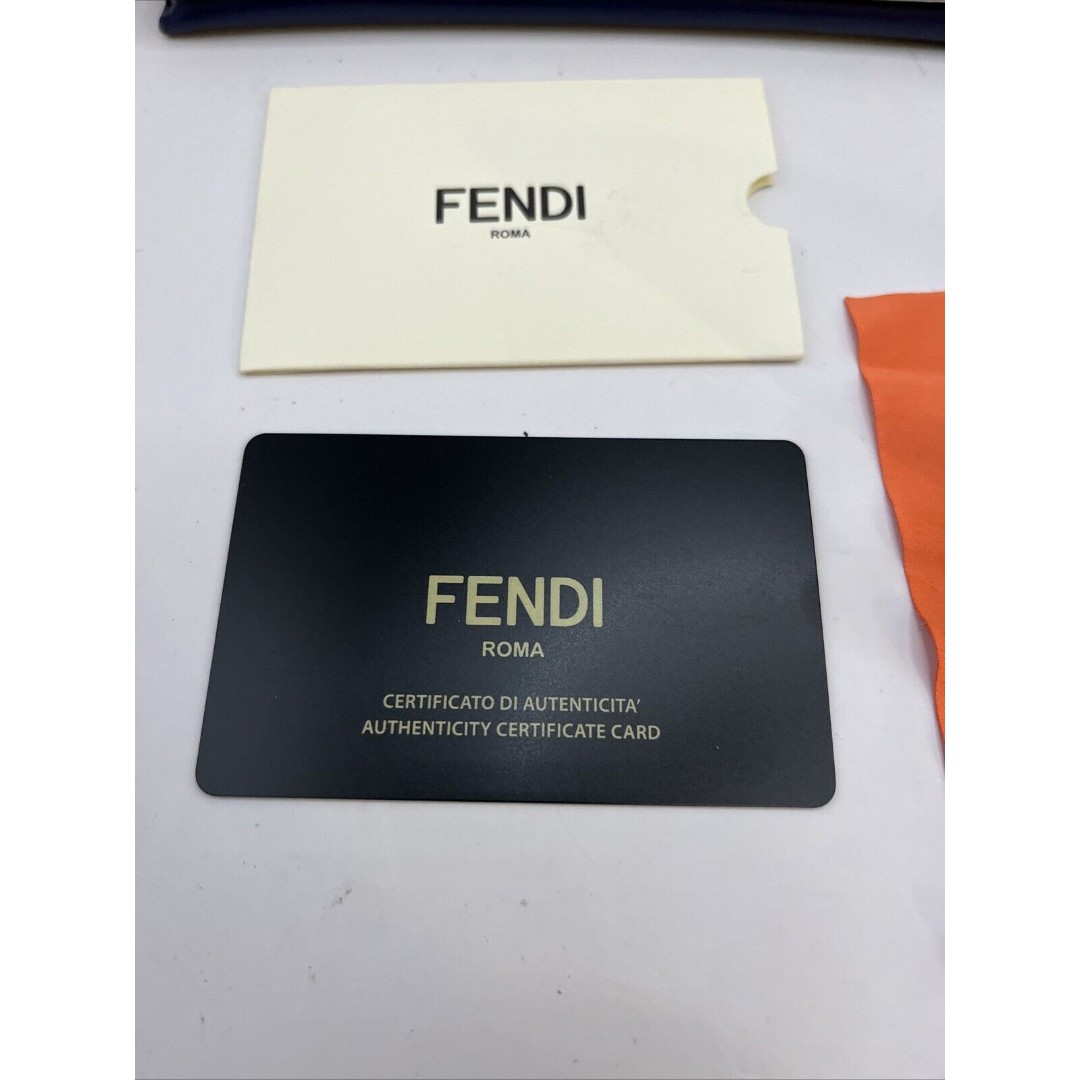 FENDI
ROMA
FENDI
ROMA
CERTIFICATO DI AUTENTICITA'
AUTHENTICITY CERTIFICATE CARD